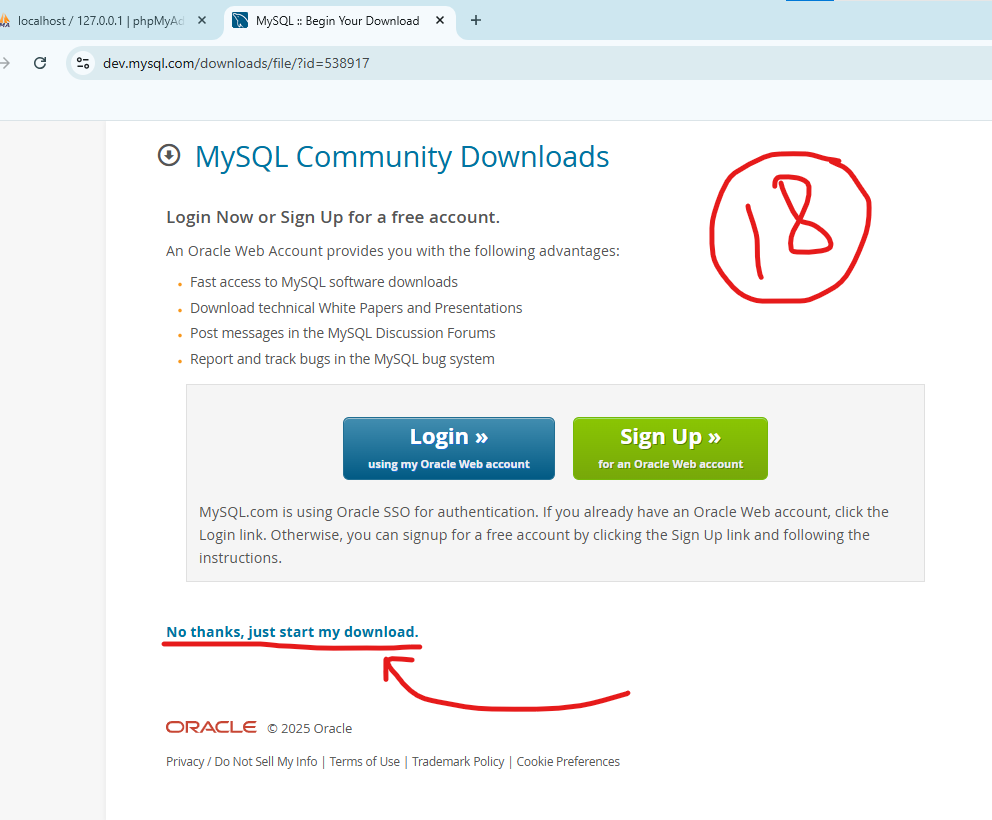 localhost / 127.0.0.1 | phpMyAd
MySQL :: Begin Your Download
dev.mysql.com/downloads/file/?id=538917
MySQL Community Downloads
18
Login Now or Sign Up for a free account.
An Oracle Web Account provides you with the following advantages:
Fast access to MySQL software downloads
Download technical White Papers and Presentations
Post messages in the MySQL Discussion Forums
Report and track bugs in the MySQL bug system
Login »
using my Oracle Web account
Sign Up »
for an Oracle Web account
MySQL.com is using Oracle SSO for authentication. If you already have an Oracle Web account, click the
Login link. Otherwise, you can signup for a free account by clicking the Sign Up link and following the
instructions.
No thanks, just start my download.
ORACLE © 2025 Oracle
Privacy / Do Not Sell My Info | Terms of Use | Trademark Policy | Cookie Preferences